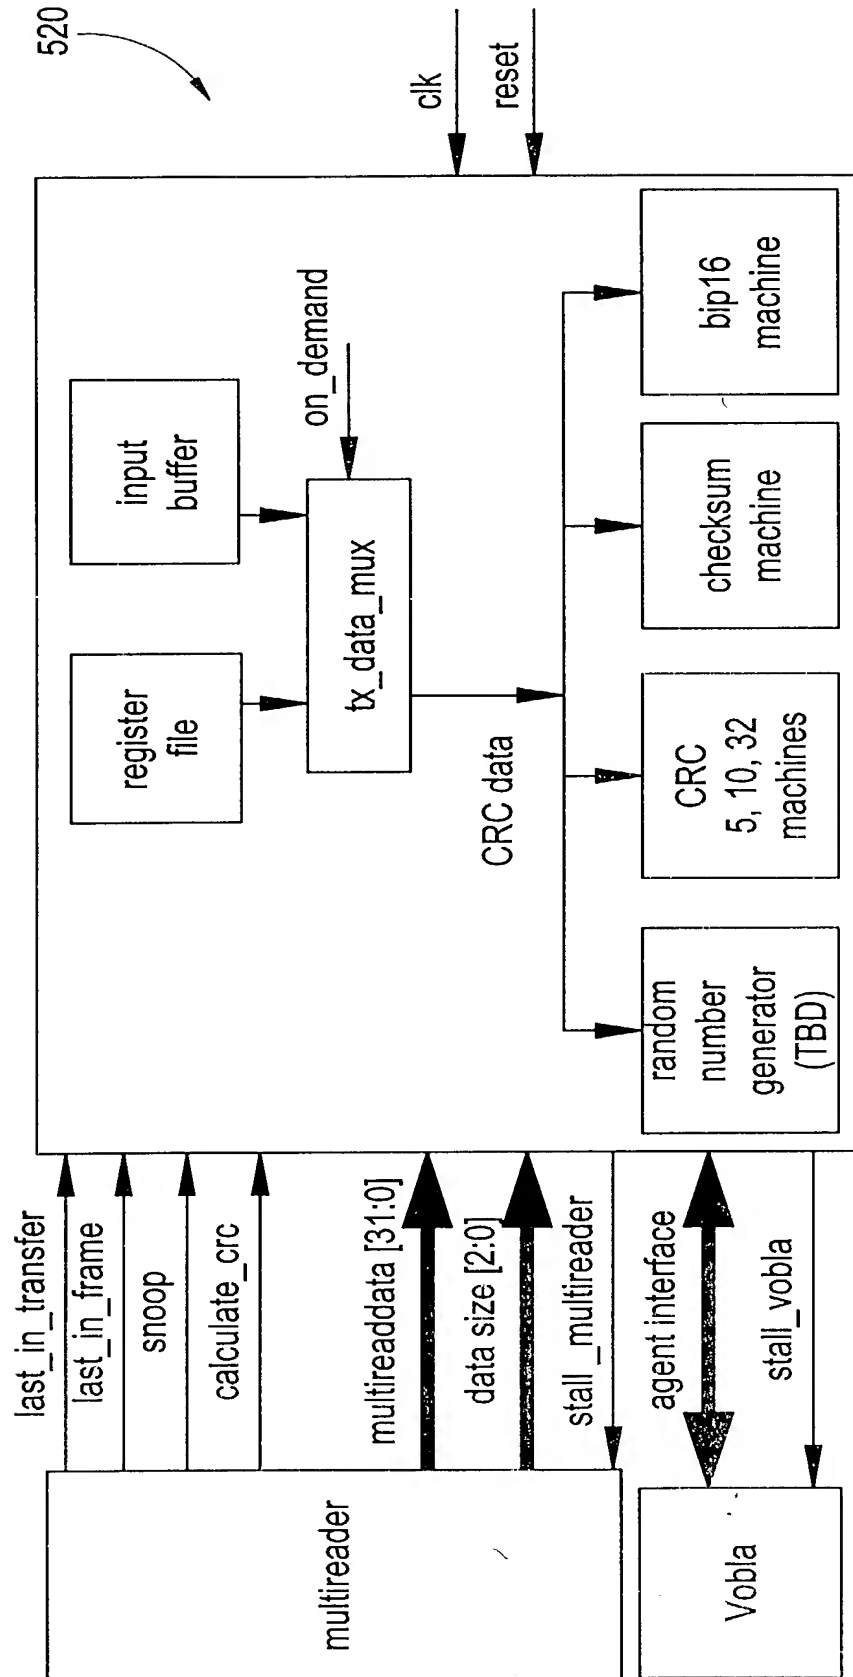 520
clk
reset
last_in_transfer
last_in_frame
snoop
calculate_crc
multireaddata [31:0]
data size [2:0]
stall_multireader
agent interface
stall_vobla
multireader
Vobla
register
file
input
buffer
on_demand
tx_data_mux
CRC data
random
number
generator
(TBD)
CRC
5, 10, 32
machines
checksum
machine
bip16
machine